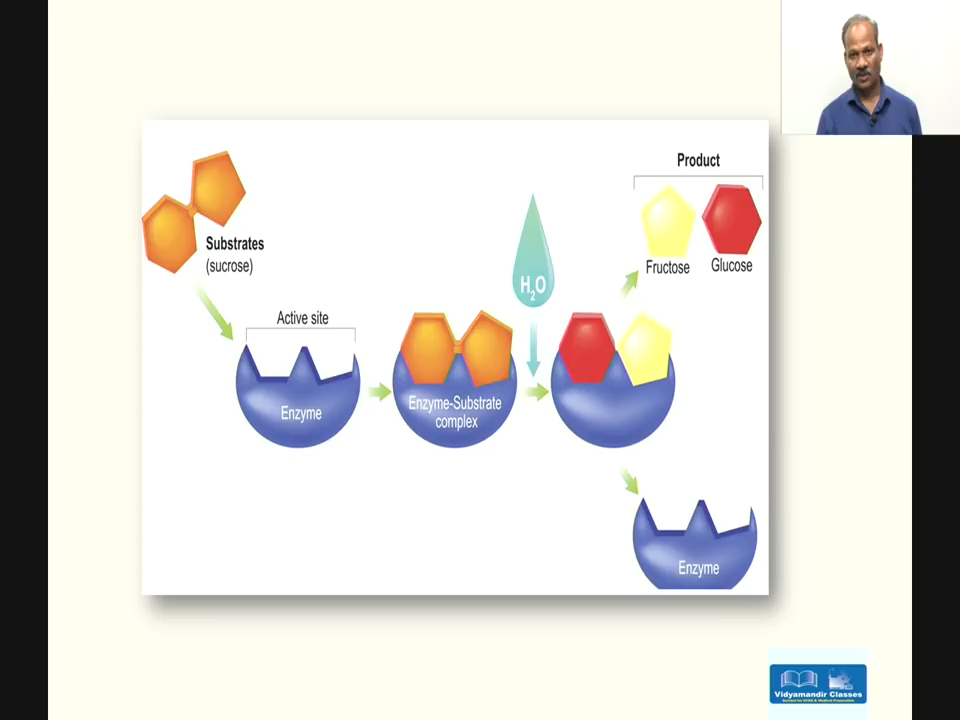 Product
Fructose
Glucose
Substrates
(sucrose)
H2O
Active site
Enzyme
Enzyme-Substrate
complex
Enzyme
Vidyamandir Classes